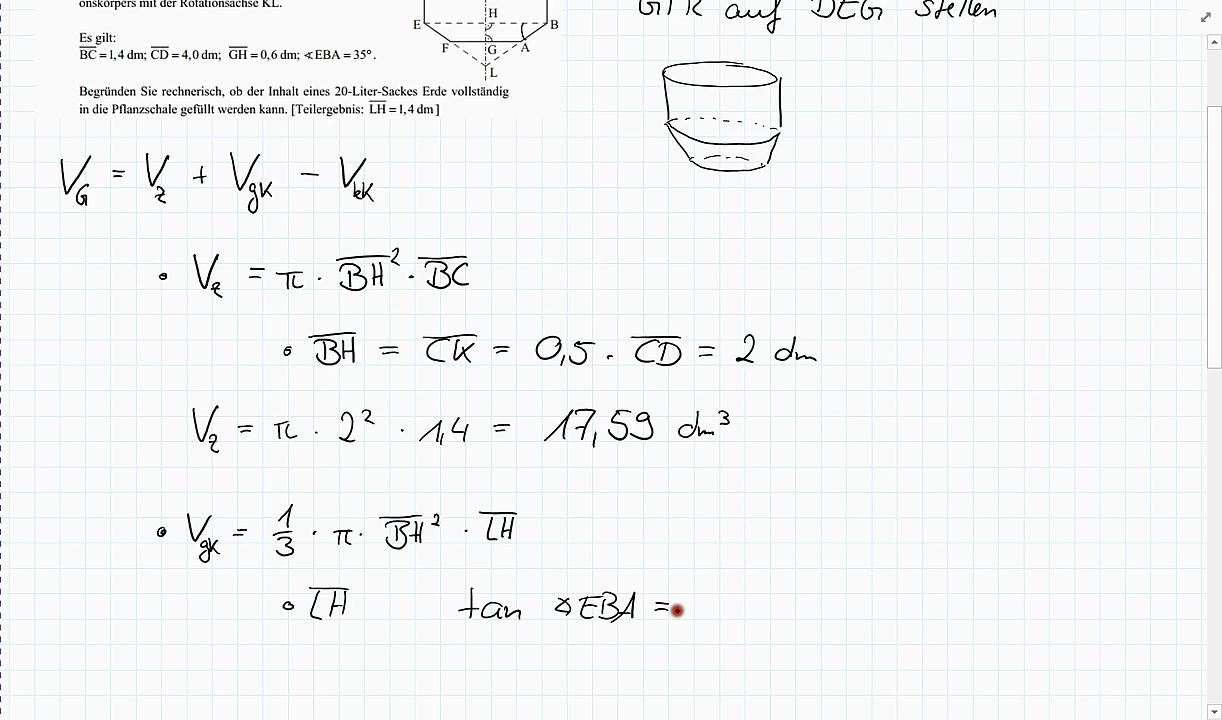 onskörpers mit der Rotationsachse KL.
GTR auf DEG stellen
H
E B
F G A
L
Es gilt:
BC = 1,4 dm; CD = 4,0 dm; GH = 0,6 dm; ∢EBA = 35°.
Begründen Sie rechnerisch, ob der Inhalt eines 20-Liter-Sackes Erde vollständig
in die Pflanzschale gefüllt werden kann. [Teilergebnis: LH = 1,4 dm]
V_G = V_z + V_gK − V_kK
• V_z = π · BH² · BC
• BH = CK = 0,5 · CD = 2 dm
V_z = π · 2² · 1,4 = 17,59 dm³
• V_gK = 1/3 · π · BH² · LH
• LH tan ∢EBA =